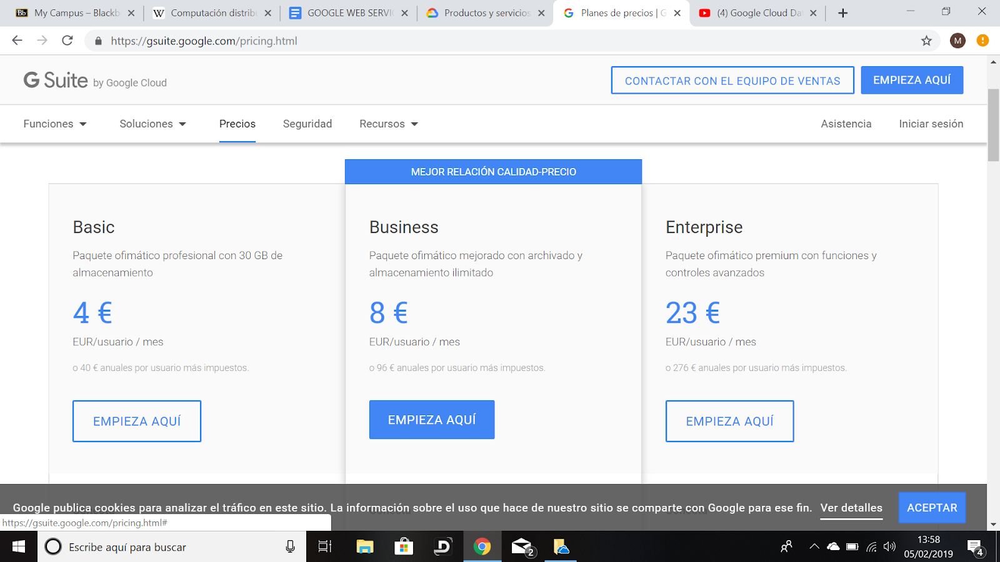 My Campus – Blackb
Computación distribu
GOOGLE WEB SERVIC
Productos y servicios
Planes de precios | G
(4) Google Cloud Da
https://gsuite.google.com/pricing.html
M
G Suite by Google Cloud
CONTACTAR CON EL EQUIPO DE VENTAS
EMPIEZA AQUÍ
Funciones
Soluciones
Precios
Seguridad
Recursos
Asistencia
Iniciar sesión
MEJOR RELACIÓN CALIDAD-PRECIO
Basic
Paquete ofimático profesional con 30 GB de
almacenamiento
4 €
EUR/usuario / mes
o 40 € anuales por usuario más impuestos.
EMPIEZA AQUÍ
Business
Paquete ofimático mejorado con archivado y
almacenamiento ilimitado
8 €
EUR/usuario / mes
o 96 € anuales por usuario más impuestos.
EMPIEZA AQUÍ
Enterprise
Paquete ofimático premium con funciones y
controles avanzados
23 €
EUR/usuario / mes
o 276 € anuales por usuario más impuestos.
EMPIEZA AQUÍ
Google publica cookies para analizar el tráfico en este sitio. La información sobre el uso que hace de nuestro sitio se comparte con Google para ese fin.
Ver detalles
ACEPTAR
https://gsuite.google.com/pricing.html#
Escribe aquí para buscar
2
13:58
05/02/2019
4